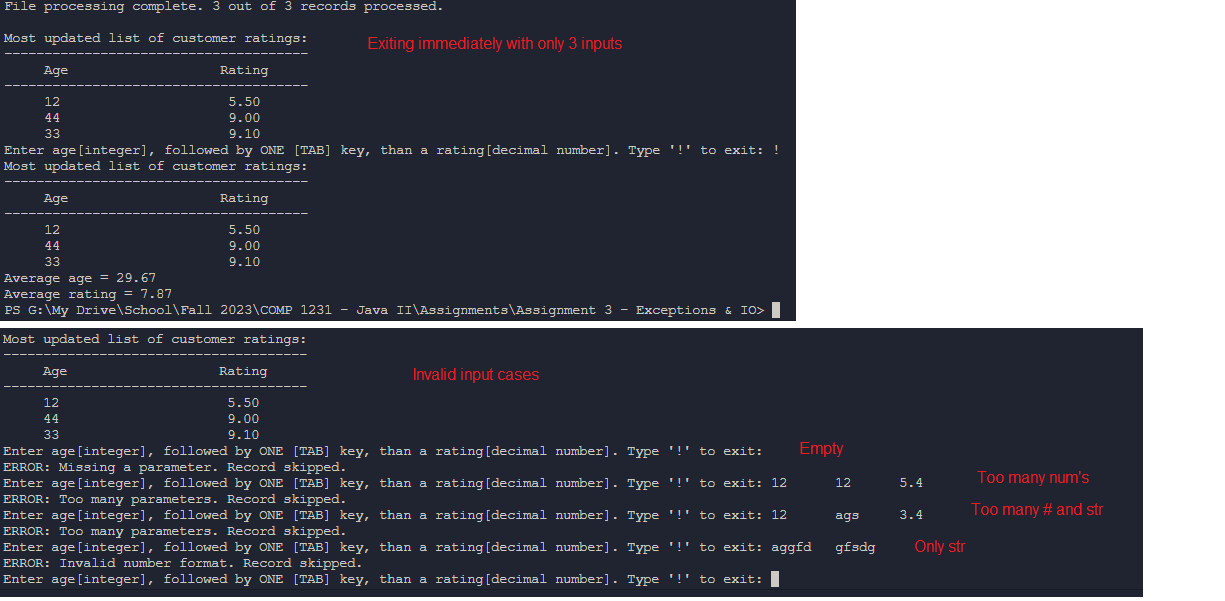 File processing complete. 3 out of 3 records processed.
Most updated list of customer ratings:
Exiting immediately with only 3 inputs
--------------------------------------
Age Rating
--------------------------------------
12 5.50
44 9.00
33 9.10
Enter age[integer], followed by ONE [TAB] key, than a rating[decimal number]. Type '!' to exit: !
Most updated list of customer ratings:
--------------------------------------
Age Rating
--------------------------------------
12 5.50
44 9.00
33 9.10
Average age = 29.67
Average rating = 7.87
PS G:\My Drive\School\Fall 2023\COMP 1231 - Java II\Assignments\Assignment 3 - Exceptions & IO>
Most updated list of customer ratings:
--------------------------------------
Age Rating
Invalid input cases
--------------------------------------
12 5.50
44 9.00
33 9.10
Enter age[integer], followed by ONE [TAB] key, than a rating[decimal number]. Type '!' to exit: Empty
ERROR: Missing a parameter. Record skipped.
Enter age[integer], followed by ONE [TAB] key, than a rating[decimal number]. Type '!' to exit: 12 12 5.4 Too many num's
ERROR: Too many parameters. Record skipped.
Enter age[integer], followed by ONE [TAB] key, than a rating[decimal number]. Type '!' to exit: 12 ags 3.4 Too many # and str
ERROR: Too many parameters. Record skipped.
Enter age[integer], followed by ONE [TAB] key, than a rating[decimal number]. Type '!' to exit: aggfd gfsdg Only str
ERROR: Invalid number format. Record skipped.
Enter age[integer], followed by ONE [TAB] key, than a rating[decimal number]. Type '!' to exit: